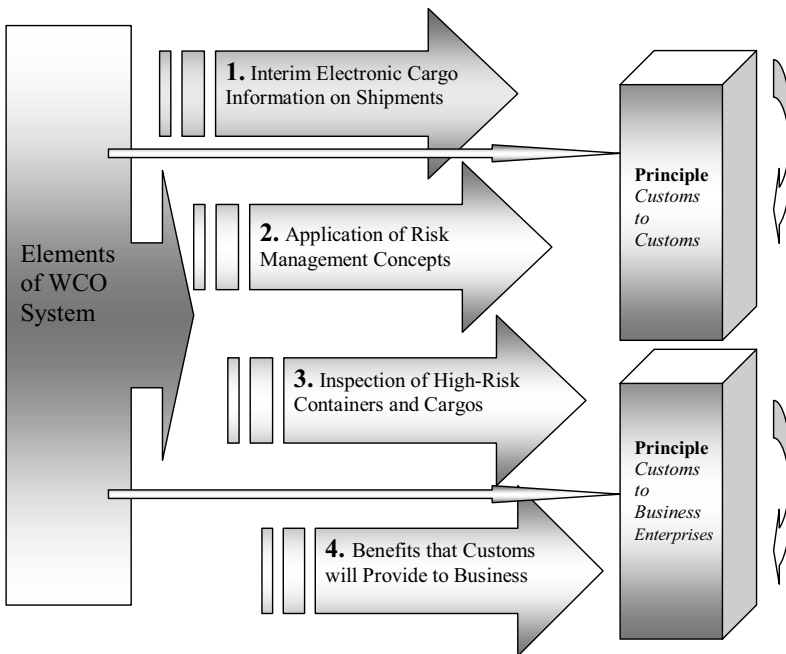 Elements
of WCO
System
1. Interim Electronic Cargo
Information on Shipments
2. Application of Risk
Management Concepts
3. Inspection of High-Risk
Containers and Cargos
4. Benefits that Customs
will Provide to Business
Principle
Customs
to
Customs
Principle
Customs
to
Business
Enterprises